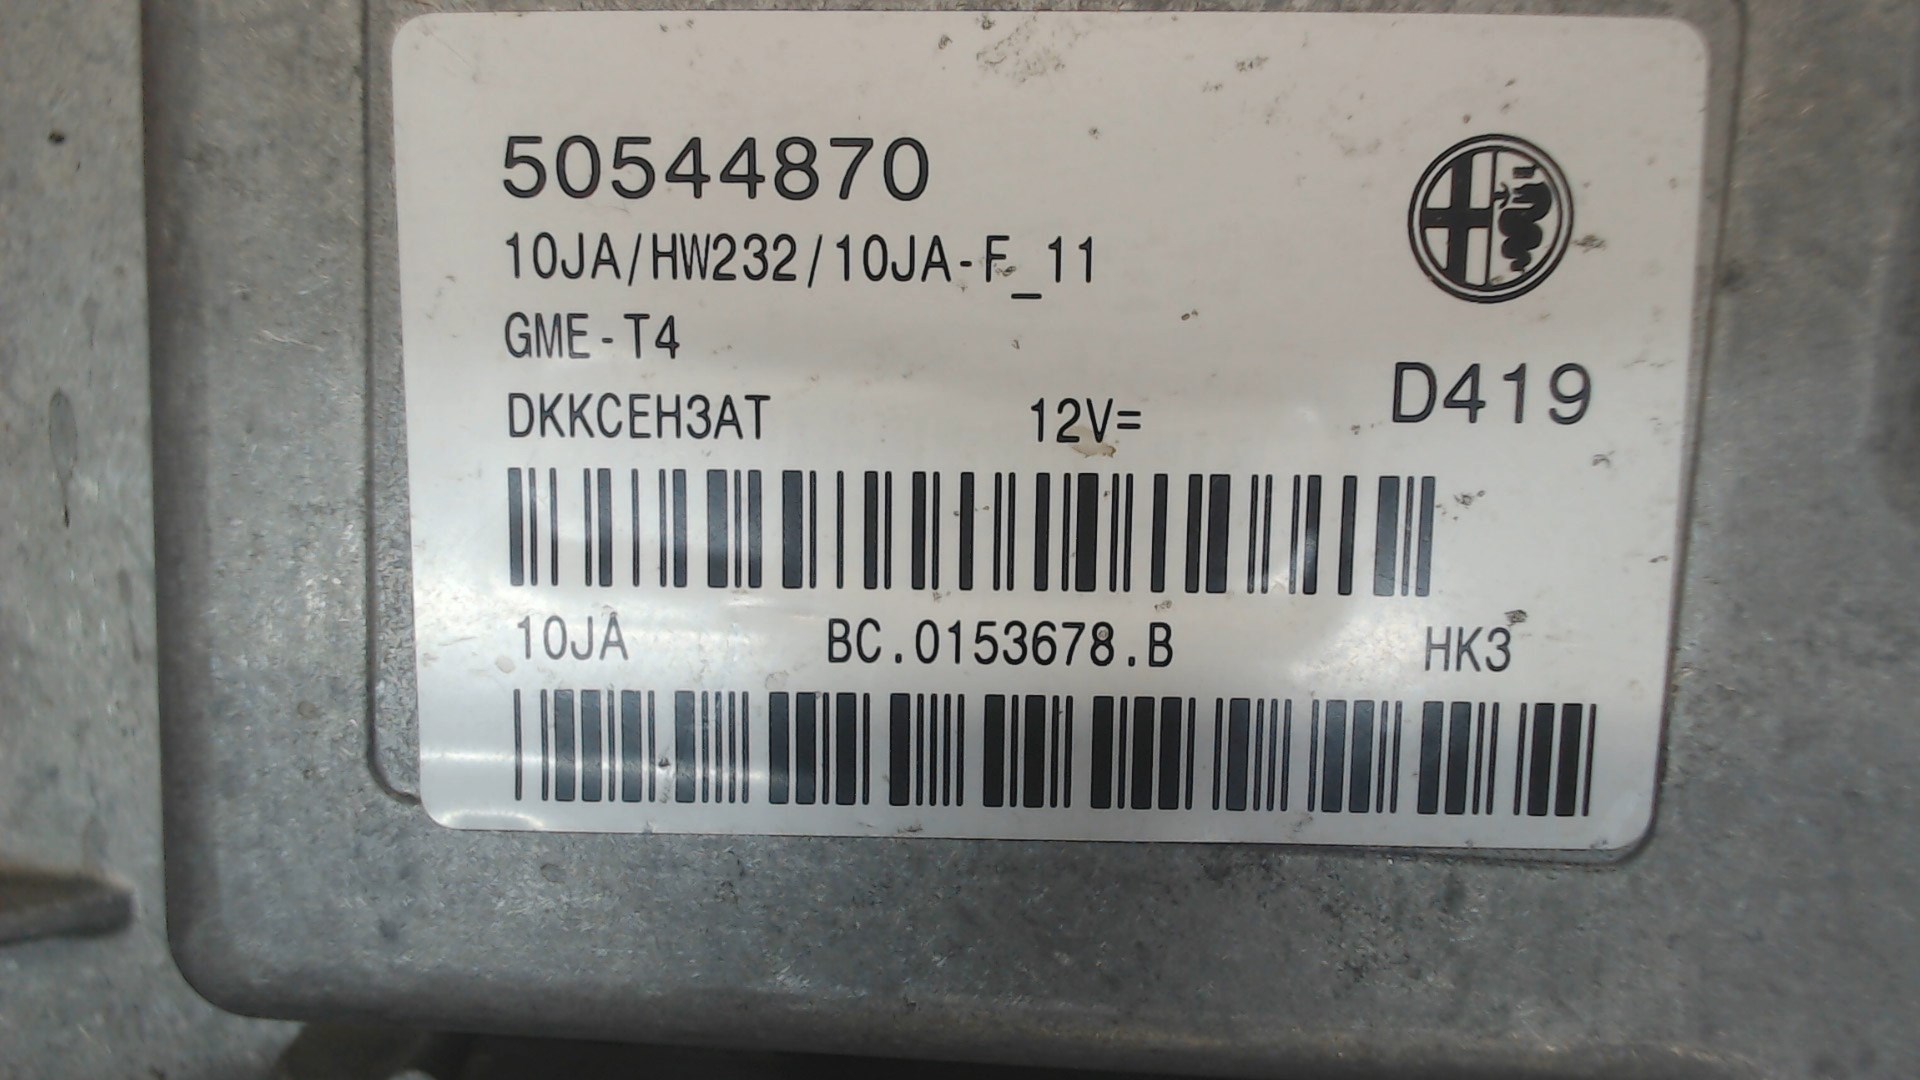 50544870
10JA/HW232/10JA-F_11
GME-T4
DKKCEH3AT 12V= D419
10JA BC.0153678.B HK3